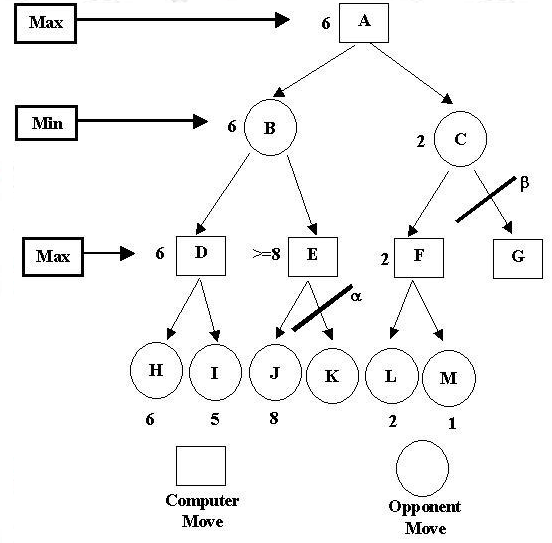 Max
6
A
Min
6
B
2
C
β
Max
6
D
>=8
E
2
F
G
α
H
I
J
K
L
M
6
5
8
2
1
Computer
Move
Opponent
Move